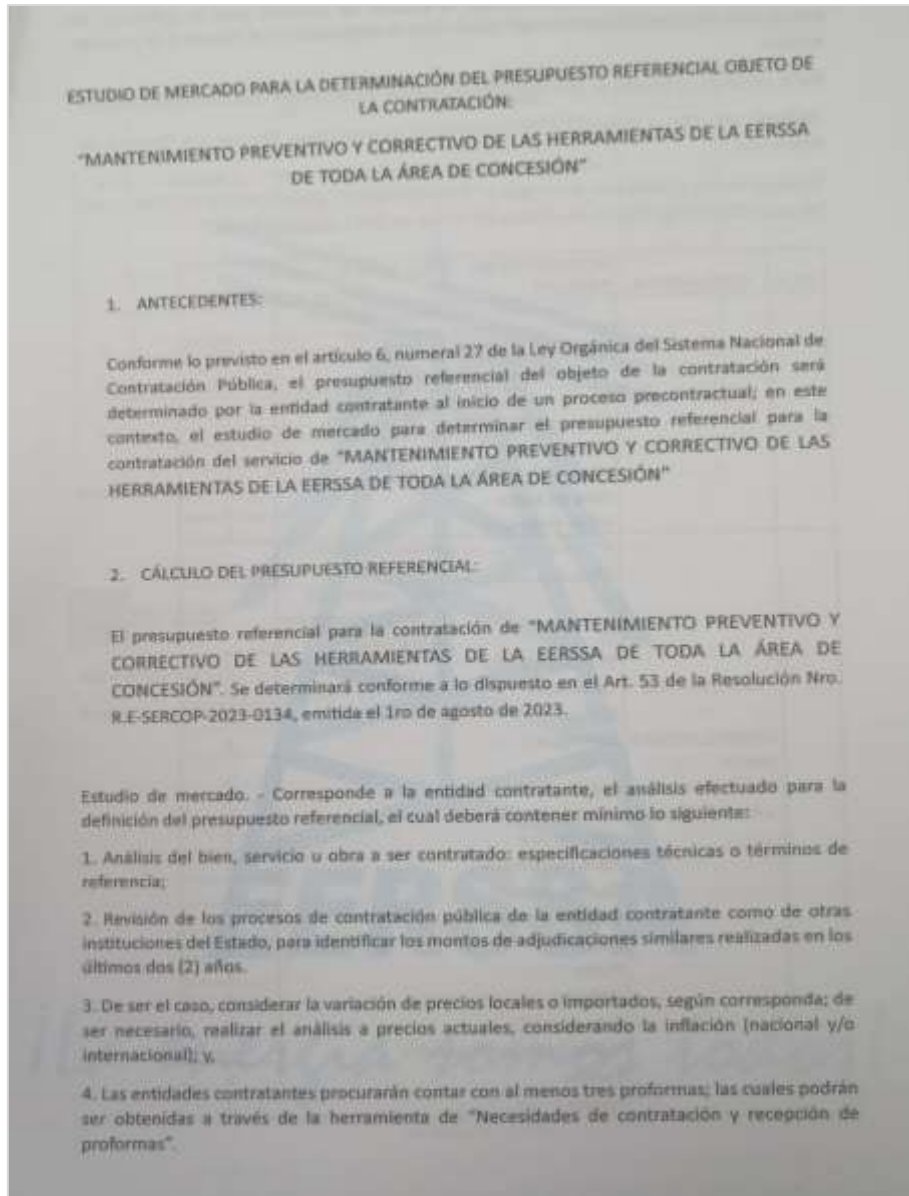 ESTUDIO DE MERCADO PARA LA DETERMINACIÓN DEL PRESUPUESTO REFERENCIAL OBJETO DE
LA CONTRATACIÓN:
"MANTENIMIENTO PREVENTIVO Y CORRECTIVO DE LAS HERRAMIENTAS DE LA EERSSA
DE TODA LA ÁREA DE CONCESIÓN"
1. ANTECEDENTES:
Conforme lo previsto en el artículo 6, numeral 27 de la Ley Orgánica del Sistema Nacional de
Contratación Pública, el presupuesto referencial del objeto de la contratación será
determinado por la entidad contratante al inicio de un proceso precontractual; en este
contexto, el estudio de mercado para determinar el presupuesto referencial para la
contratación del servicio de "MANTENIMIENTO PREVENTIVO Y CORRECTIVO DE LAS
HERRAMIENTAS DE LA EERSSA DE TODA LA ÁREA DE CONCESIÓN"
2. CÁLCULO DEL PRESUPUESTO REFERENCIAL:
El presupuesto referencial para la contratación de "MANTENIMIENTO PREVENTIVO Y
CORRECTIVO DE LAS HERRAMIENTAS DE LA EERSSA DE TODA LA ÁREA DE
CONCESIÓN". Se determinará conforme a lo dispuesto en el Art. 53 de la Resolución Nro.
R.E-SERCOP-2023-0134, emitida el 1ro de agosto de 2023.
Estudio de mercado. - Corresponde a la entidad contratante, el análisis efectuado para la
definición del presupuesto referencial, el cual deberá contener mínimo lo siguiente:
1. Análisis del bien, servicio u obra a ser contratado: especificaciones técnicas o términos de
referencia;
2. Revisión de los procesos de contratación pública de la entidad contratante como de otras
instituciones del Estado, para identificar los montos de adjudicaciones similares realizadas en los
últimos dos (2) años.
3. De ser el caso, considerar la variación de precios locales o importados, según corresponda; de
ser necesario, realizar el análisis a precios actuales, considerando la inflación (nacional y/o
internacional); y,
4. Las entidades contratantes procurarán contar con al menos tres proformas; las cuales podrán
ser obtenidas a través de la herramienta de "Necesidades de contratación y recepción de
proformas".